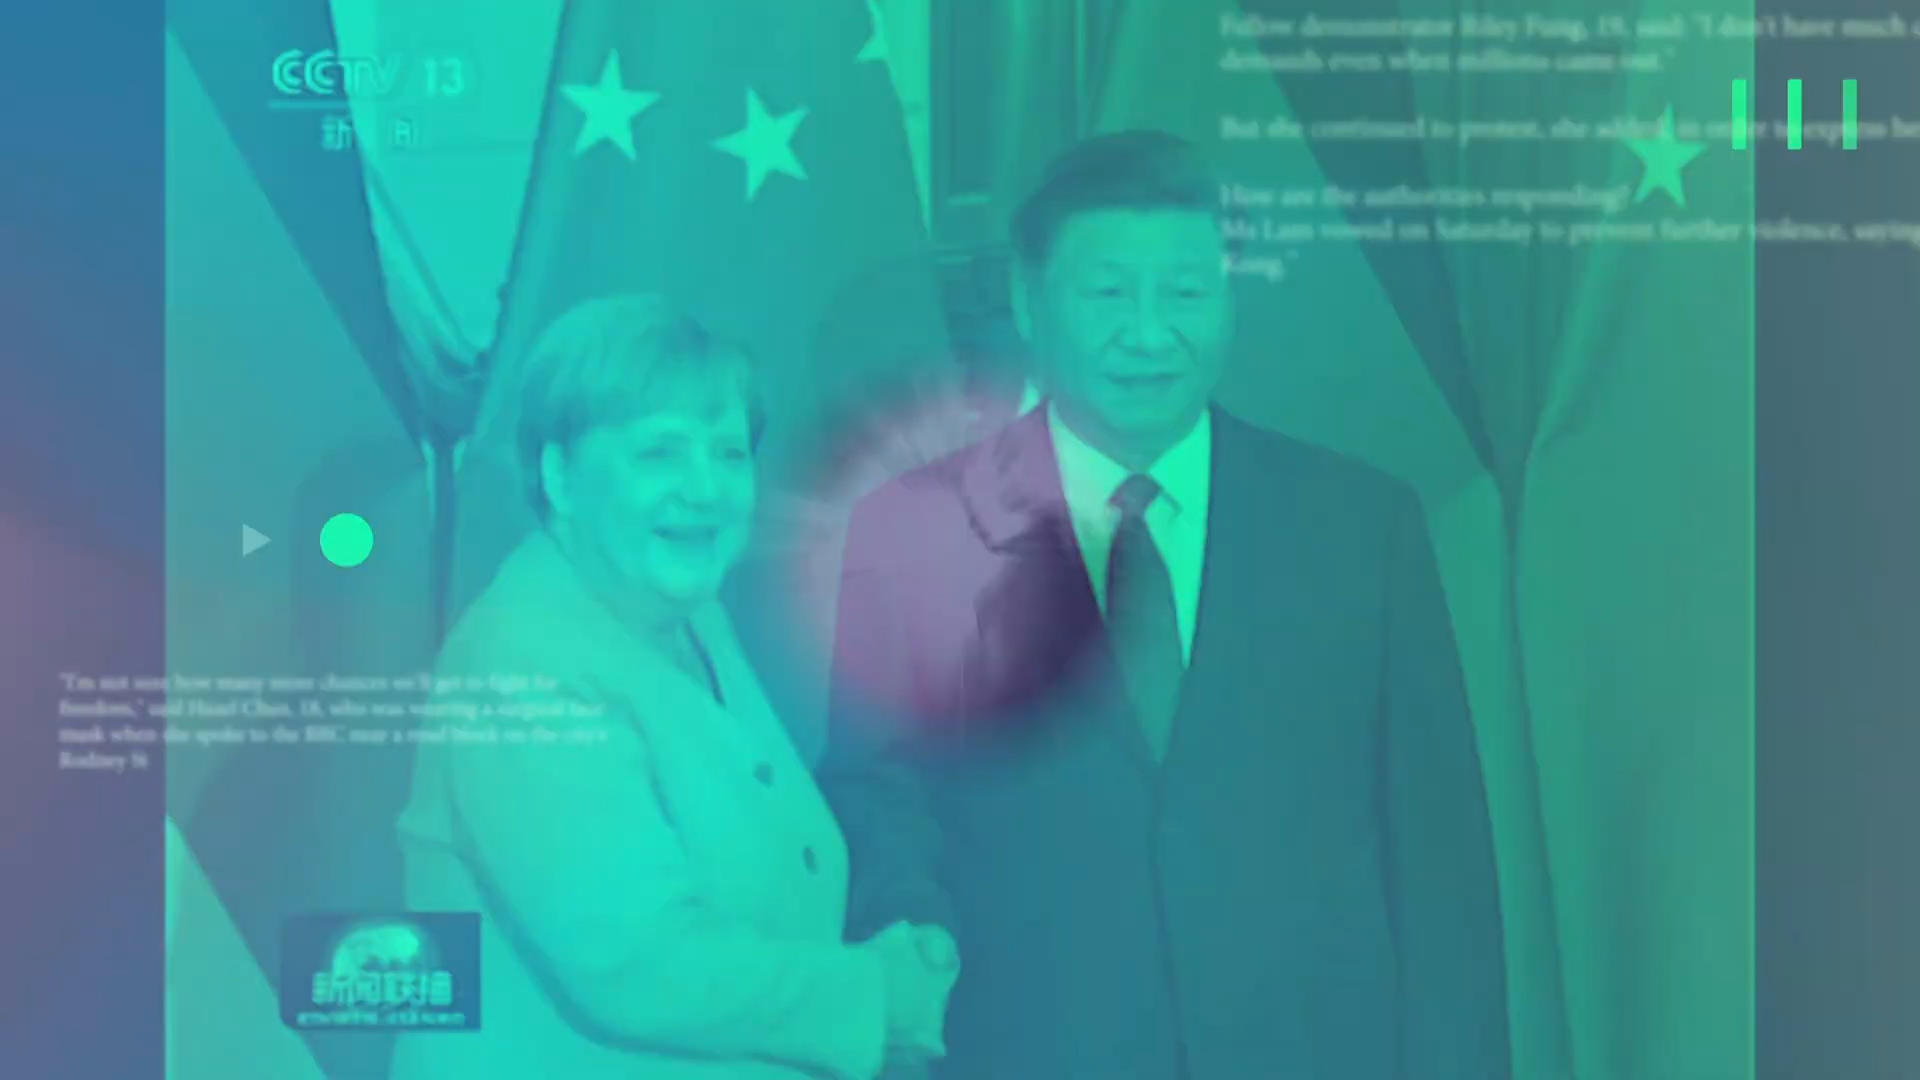 CCTV 13
新闻
Fellow demonstrator Riley Fung, 19, said: "I don't have much
demands even when millions came out."
But she continued to protest, she added, in order to express
How are the authorities responding?
Ms Lam vowed on Saturday to prevent further violence, saying
Kong."
"I'm not sure how many more chances we'll get to fight for
freedom," said Hazel Chan, 18, who was wearing a surgical face
mask when she spoke to the BBC near a road block on the city's
Rodney St
新闻联播